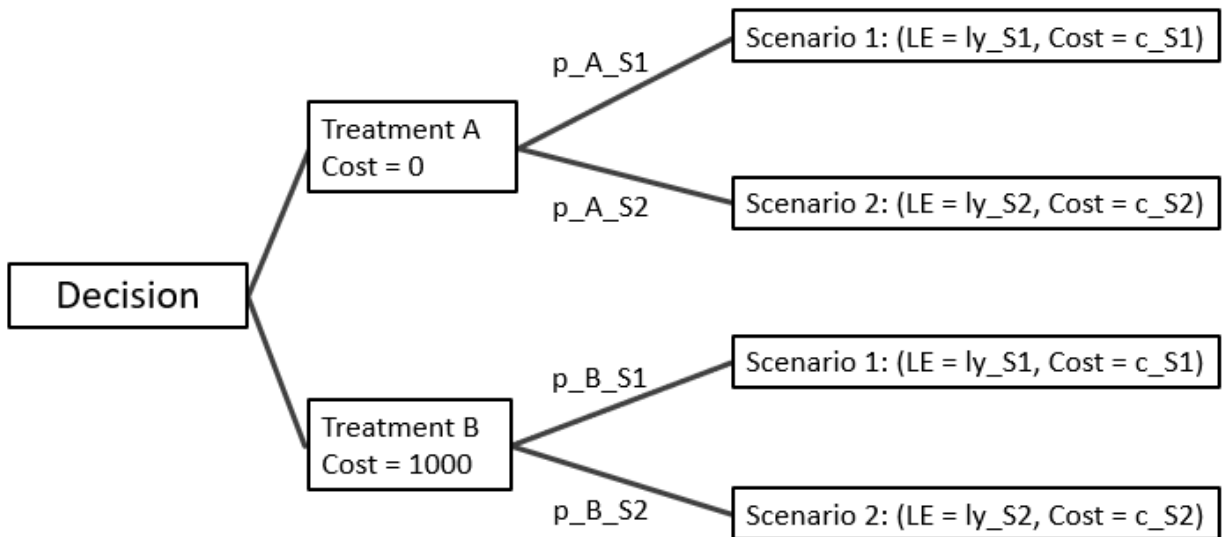 p_A_S1
Scenario 1: (LE = ly_S1, Cost = c_S1)
Treatment A
Cost = 0
p_A_S2
Scenario 2: (LE = ly_S2, Cost = c_S2)
Decision
p_B_S1
Scenario 1: (LE = ly_S1, Cost = c_S1)
Treatment B
Cost = 1000
p_B_S2
Scenario 2: (LE = ly_S2, Cost = c_S2)